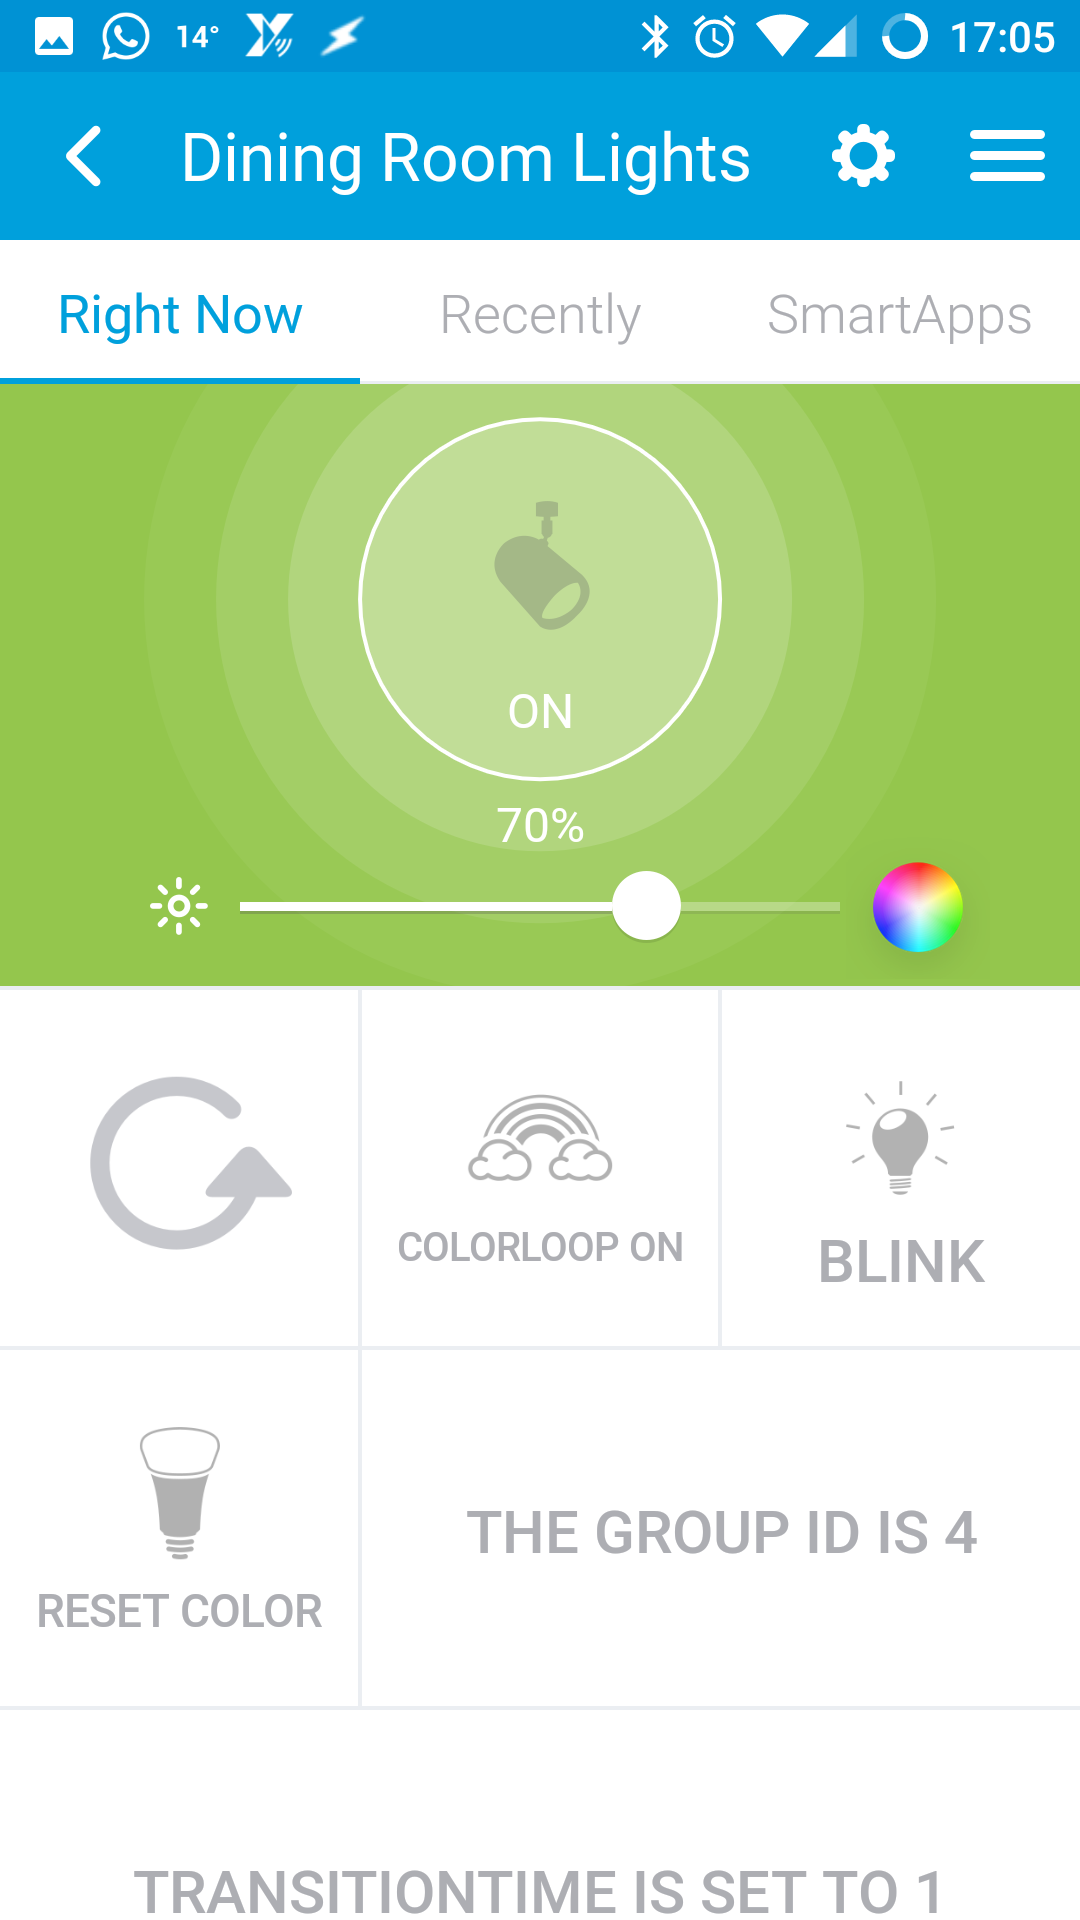 14° 17:05
Dining Room Lights
Right Now Recently SmartApps
ON
70%
COLORLOOP ON
BLINK
RESET COLOR
THE GROUP ID IS 4
TRANSITIONTIME IS SET TO 1